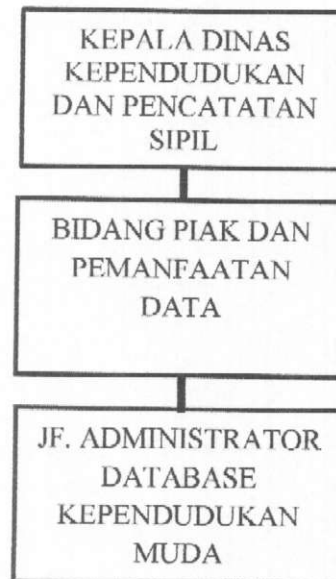 KEPALA DINAS
KEPENDUDUKAN
DAN PENCATATAN
SIPIL
BIDANG PIAK DAN
PEMANFAATAN
DATA
JF. ADMINISTRATOR
DATABASE
KEPENDUDUKAN
MUDA